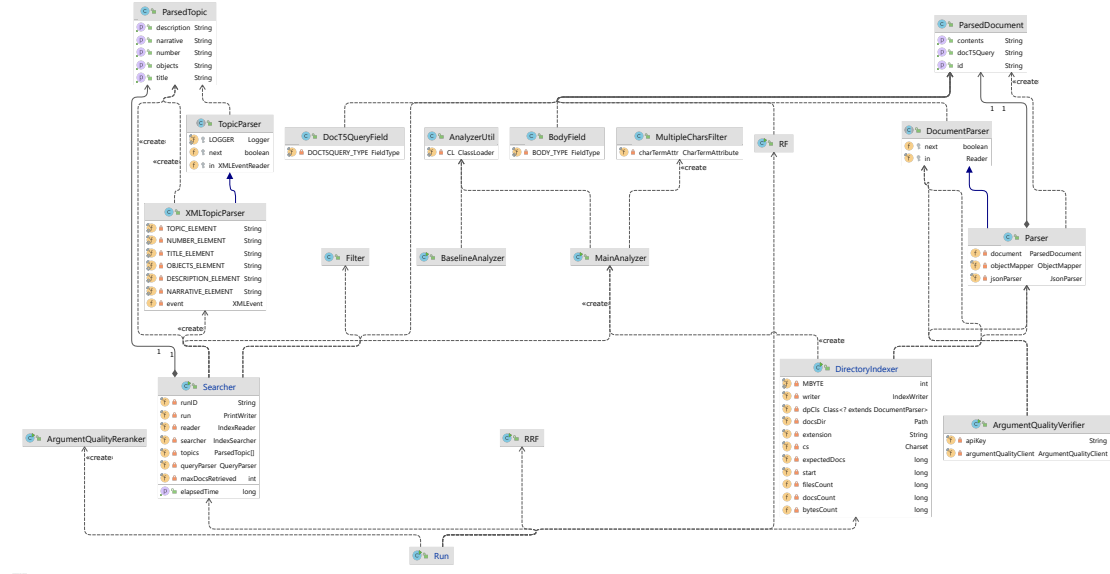 ParsedTopic
description String
narrative String
number String
objects String
title String
ParsedDocument
contents String
docT5Query String
id String
«create»
«create»
«create»
1 1
TopicParser
LOGGER Logger
next boolean
in XMLEventReader
DocT5QueryField
DOCT5QUERY_TYPE FieldType
AnalyzerUtil
CL ClassLoader
BodyField
BODY_TYPE FieldType
MultipleCharsFilter
charTermAttr CharTermAttribute
RF
DocumentParser
next boolean
in Reader
«create»
XMLTopicParser
TOPIC_ELEMENT String
NUMBER_ELEMENT String
TITLE_ELEMENT String
OBJECTS_ELEMENT String
DESCRIPTION_ELEMENT String
NARRATIVE_ELEMENT String
event XMLEvent
Filter
BaselineAnalyzer
MainAnalyzer
Parser
document ParsedDocument
objectMapper ObjectMapper
jsonParser JsonParser
«create»
«create»
«create»
1 1
Searcher
runID String
run PrintWriter
reader IndexReader
searcher IndexSearcher
topics ParsedTopic[]
queryParser QueryParser
maxDocsRetrieved int
elapsedTime long
DirectoryIndexer
MBYTE int
writer IndexWriter
dpCls Class<? extends DocumentParser>
docsDir Path
extension String
cs Charset
expectedDocs long
start long
filesCount long
docsCount long
bytesCount long
ArgumentQualityVerifier
apiKey String
argumentQualityClient ArgumentQualityClient
ArgumentQualityReranker
«create»
RRF
Run